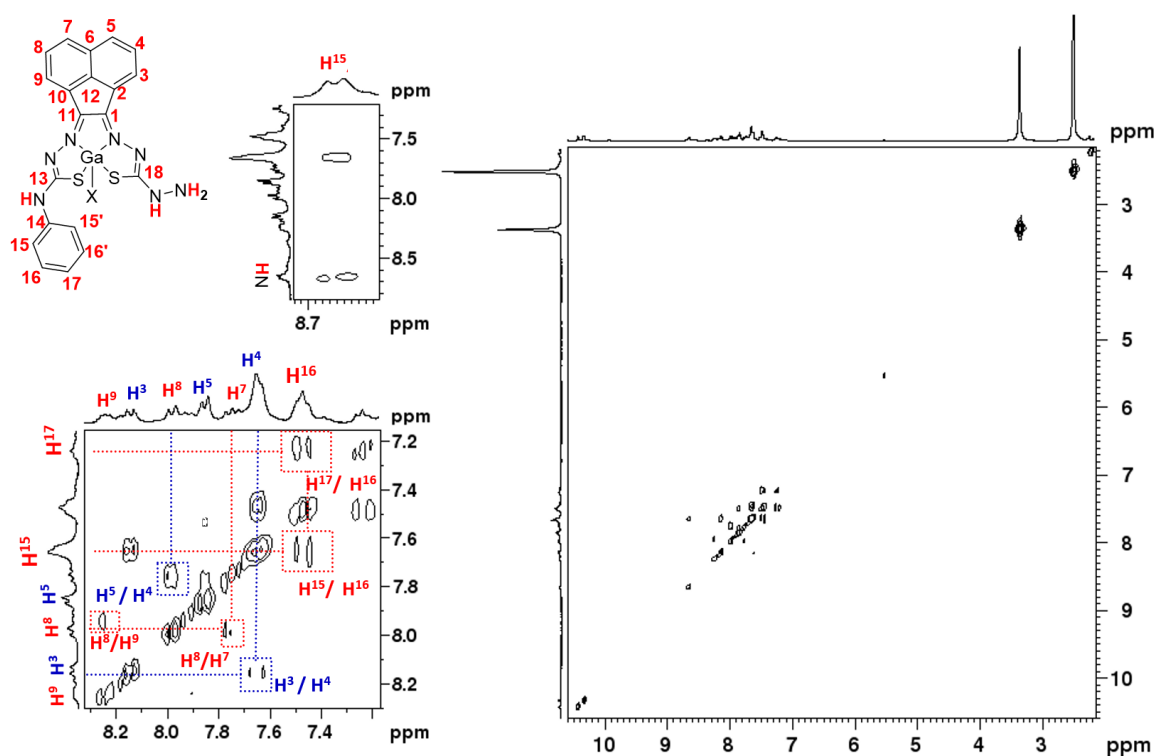 7
5
8
6
4
9
3
10
12
2
11
1
N
N
N
Ga
N
13
S
X
S
18
N–NH₂
H
HN
H
14
15'
15
16'
16
17
H¹⁵
ppm
7.5
8.0
8.5
NH
8.7
ppm
H⁹
H³
H⁸
H⁵
H⁷
H⁴
H¹⁶
ppm
H¹⁷
7.2
H¹⁷/ H¹⁶
7.4
H¹⁵
7.6
H⁵/ H⁴
H¹⁵/ H¹⁶
7.8
H⁵
H⁸
8.0
H⁸/H⁹
H⁸/H⁷
H³
H³/ H⁴
H⁹
8.2
8.2
8.0
7.8
7.6
7.4
ppm
ppm
3
4
5
6
7
8
9
10
10
9
8
7
6
5
4
3
ppm